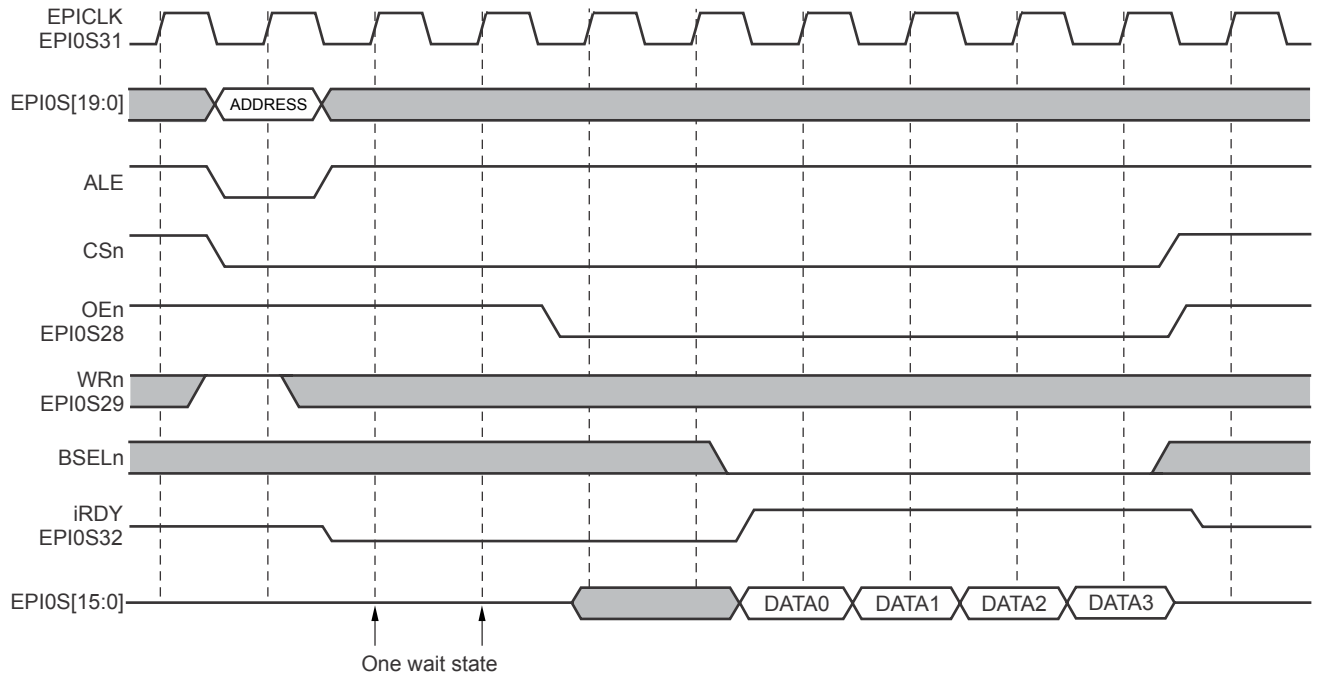 EPICLK
EPI0S31
EPI0S[19:0]
ADDRESS
ALE
CSn
OEn
EPI0S28
WRn
EPI0S29
BSELn
iRDY
EPI0S32
EPI0S[15:0]
DATA0
DATA1
DATA2
DATA3
One wait state